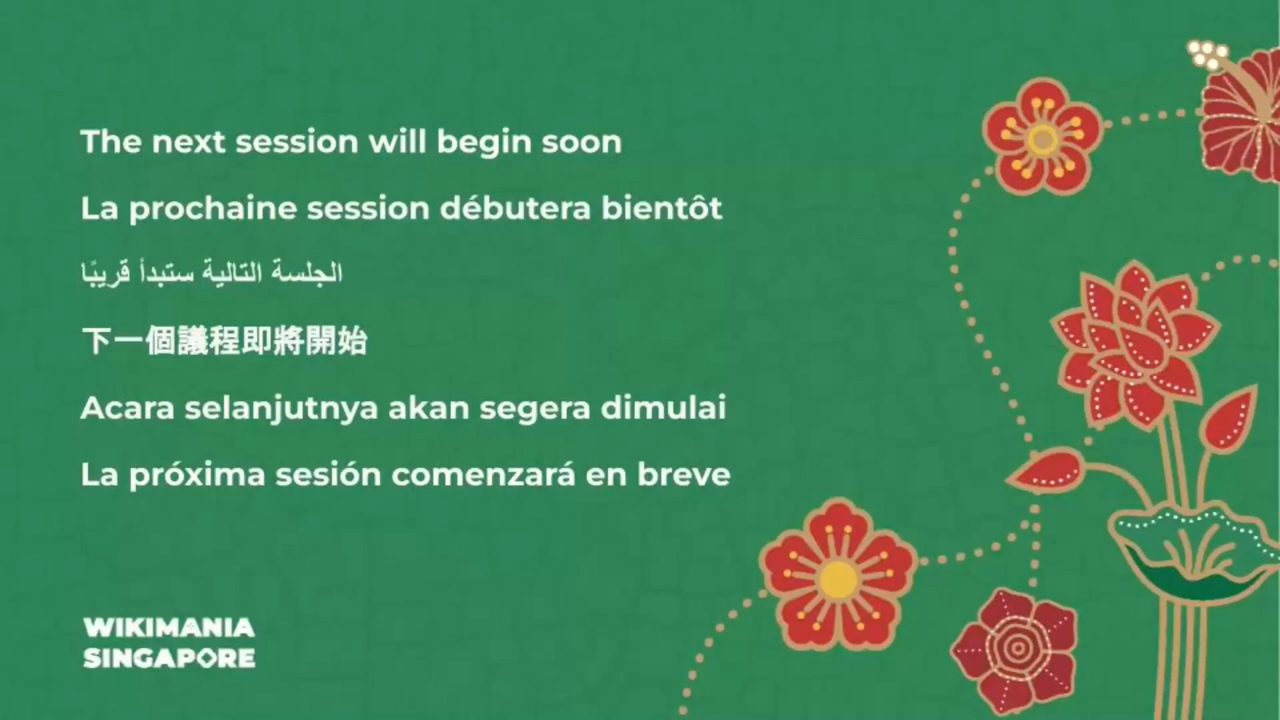 The next session will begin soon
La prochaine session débutera bientôt
الجلسة التالية ستبدأ قريبًا
下一個議程即將開始
Acara selanjutnya akan segera dimulai
La próxima sesión comenzará en breve
WIKIMANIA
SINGAPORE